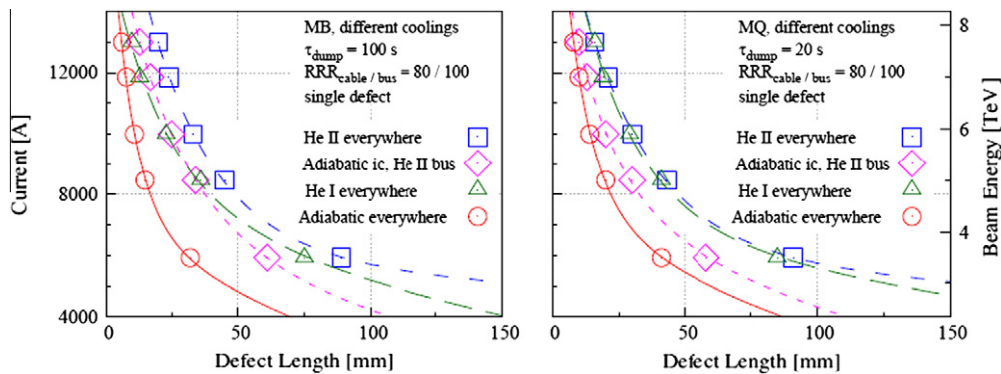 MB, different coolings
τdump = 100 s
RRRcable / bus = 80 / 100
single defect
He II everywhere
Adiabatic ic, He II bus
He I everywhere
Adiabatic everywhere
12000
8000
4000
Current [A]
0
50
100
150
Defect Length [mm]
MQ, different coolings
τdump = 20 s
RRRcable / bus = 80 / 100
single defect
He II everywhere
Adiabatic ic, He II bus
He I everywhere
Adiabatic everywhere
8
6
4
Beam Energy [TeV]
0
50
100
150
Defect Length [mm]